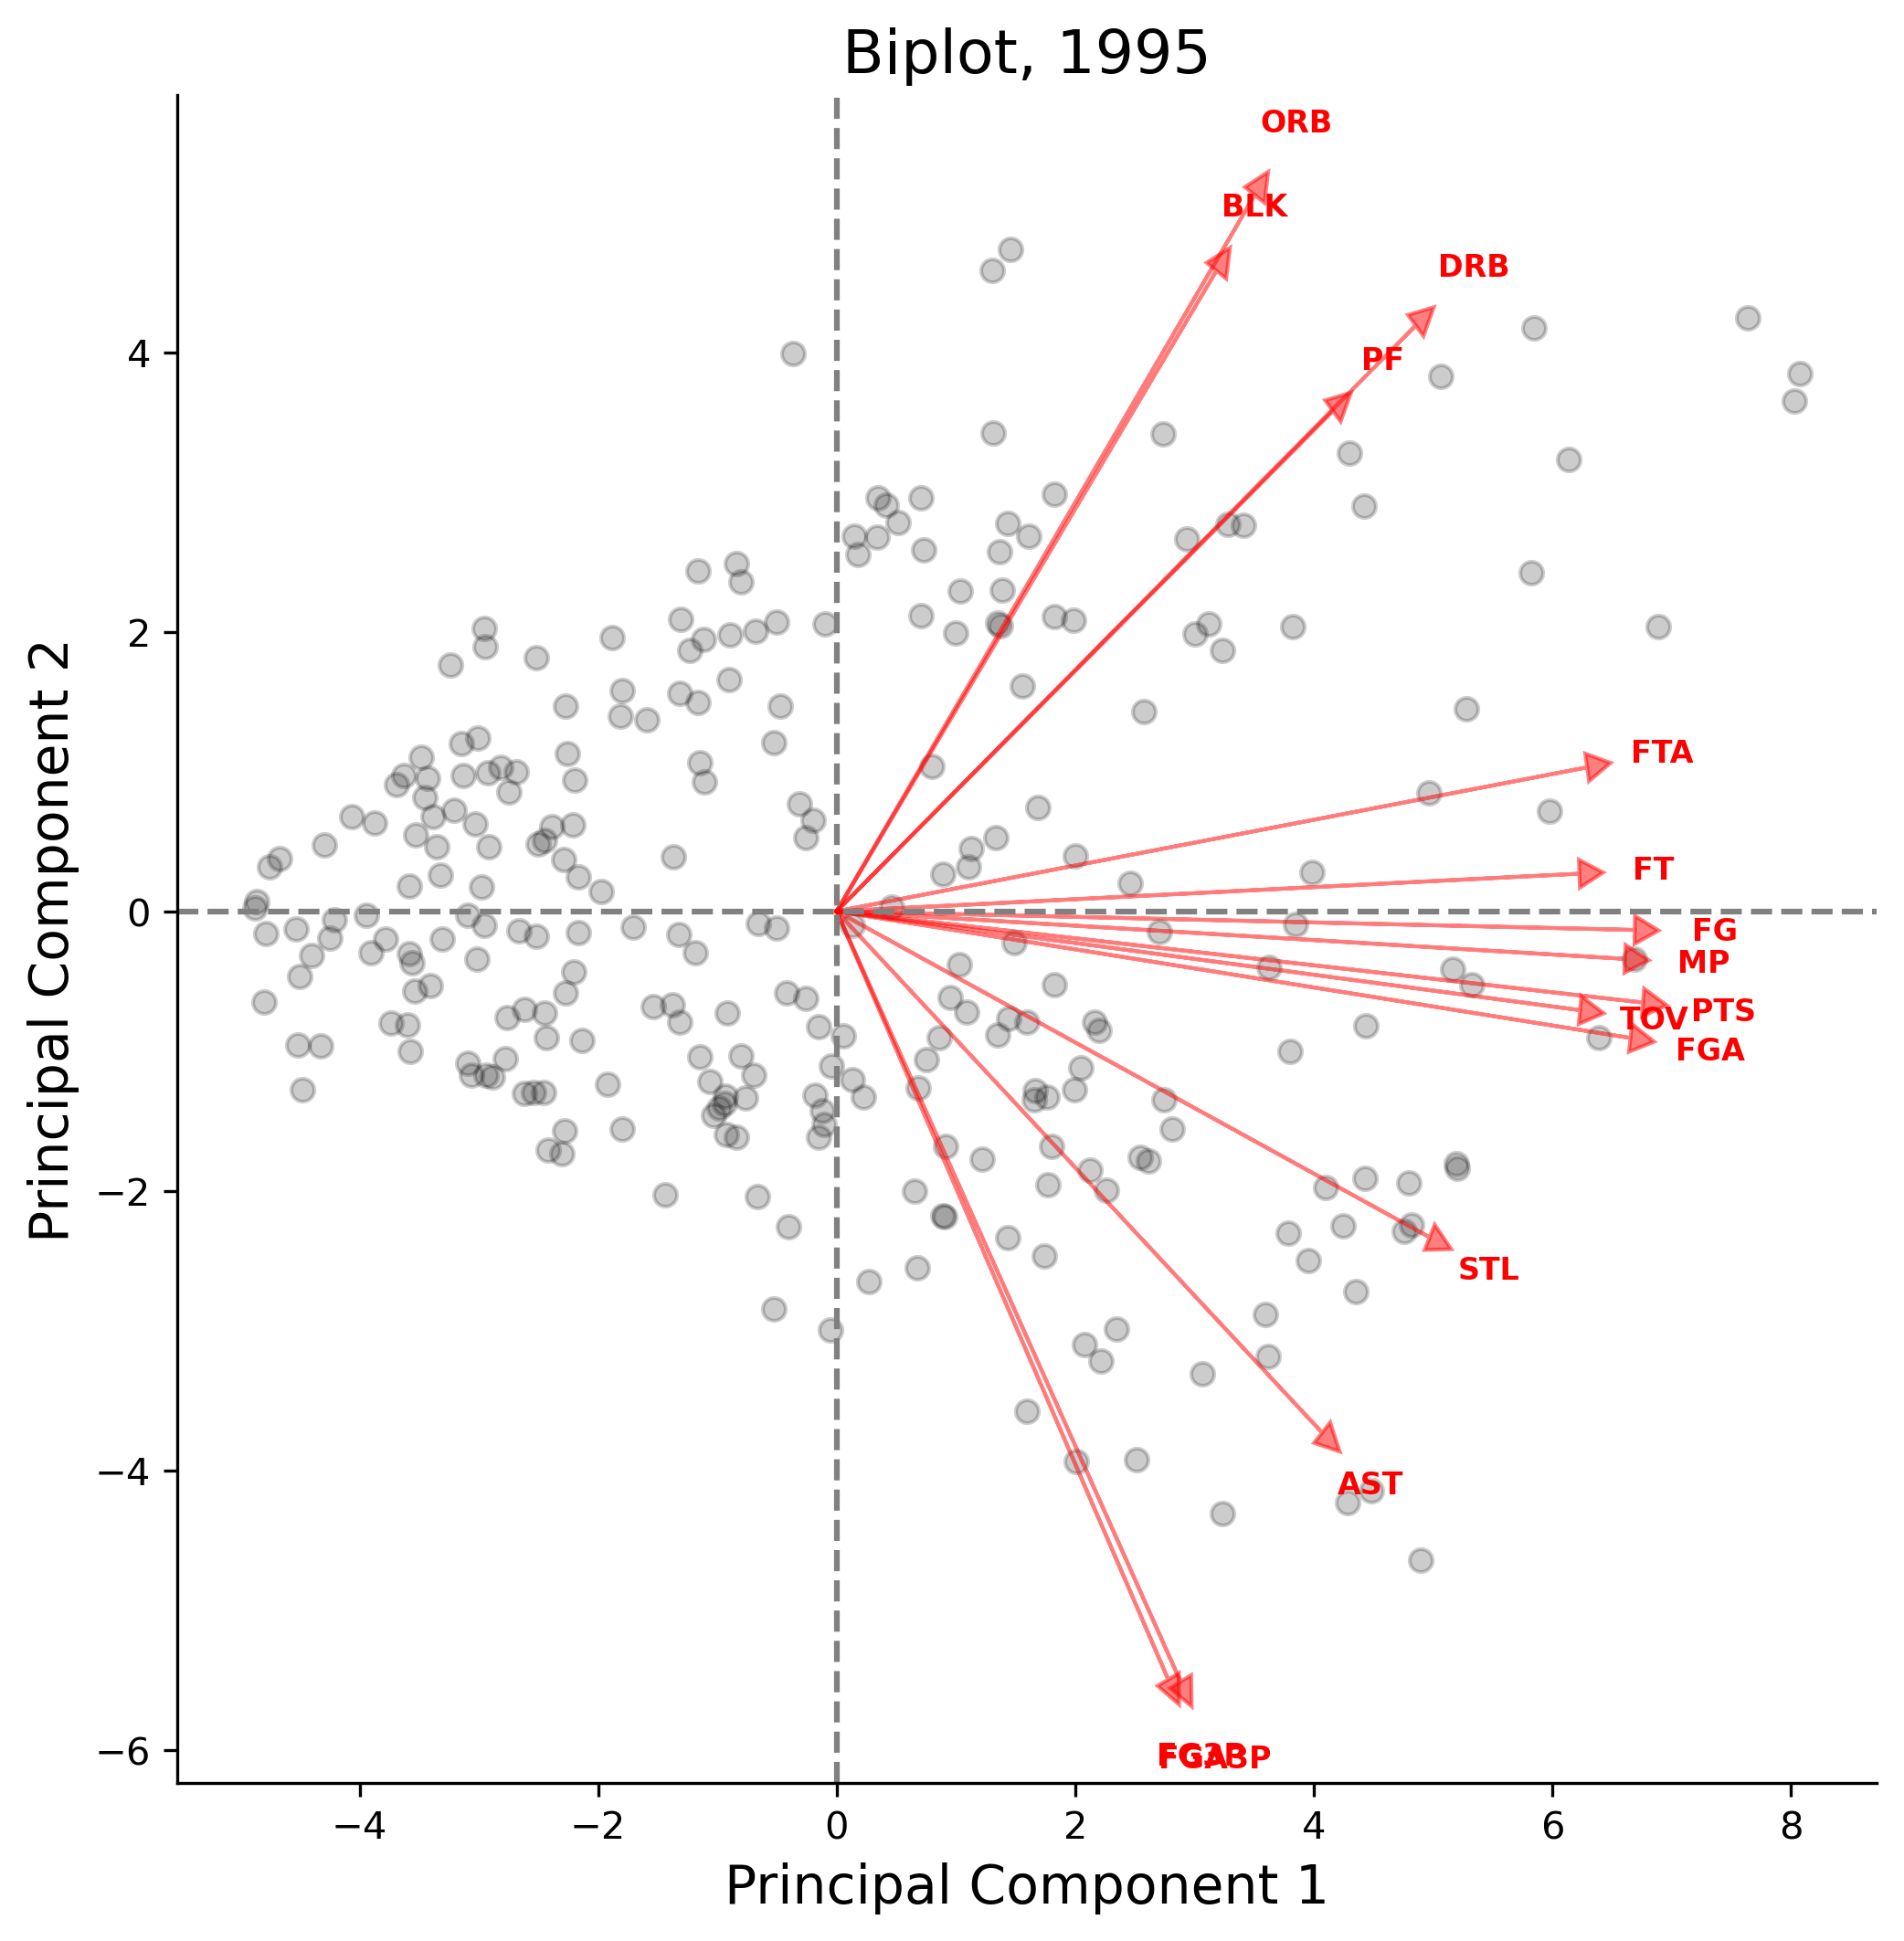 Biplot, 1995
ORB
BLK
DRB
PF
4
2
FTA
FT
0
FG
MP
PTS
TOV
FGA
−2
STL
−4
AST
−6
FGA3P
−4
−2
0
2
4
6
8
Principal Component 1
Principal Component 2